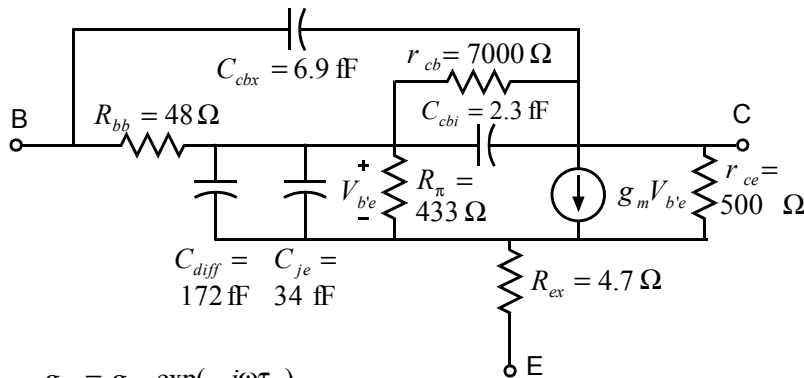 C_cbx = 6.9 fF
r_cb = 7000 Ω
B
R_bb = 48 Ω
C_cbi = 2.3 fF
C
+
V_b'e
–
R_π =
433 Ω
g_m V_b'e
r_ce =
500 Ω
C_diff =
172 fF
C_je =
34 fF
R_ex = 4.7 Ω
E